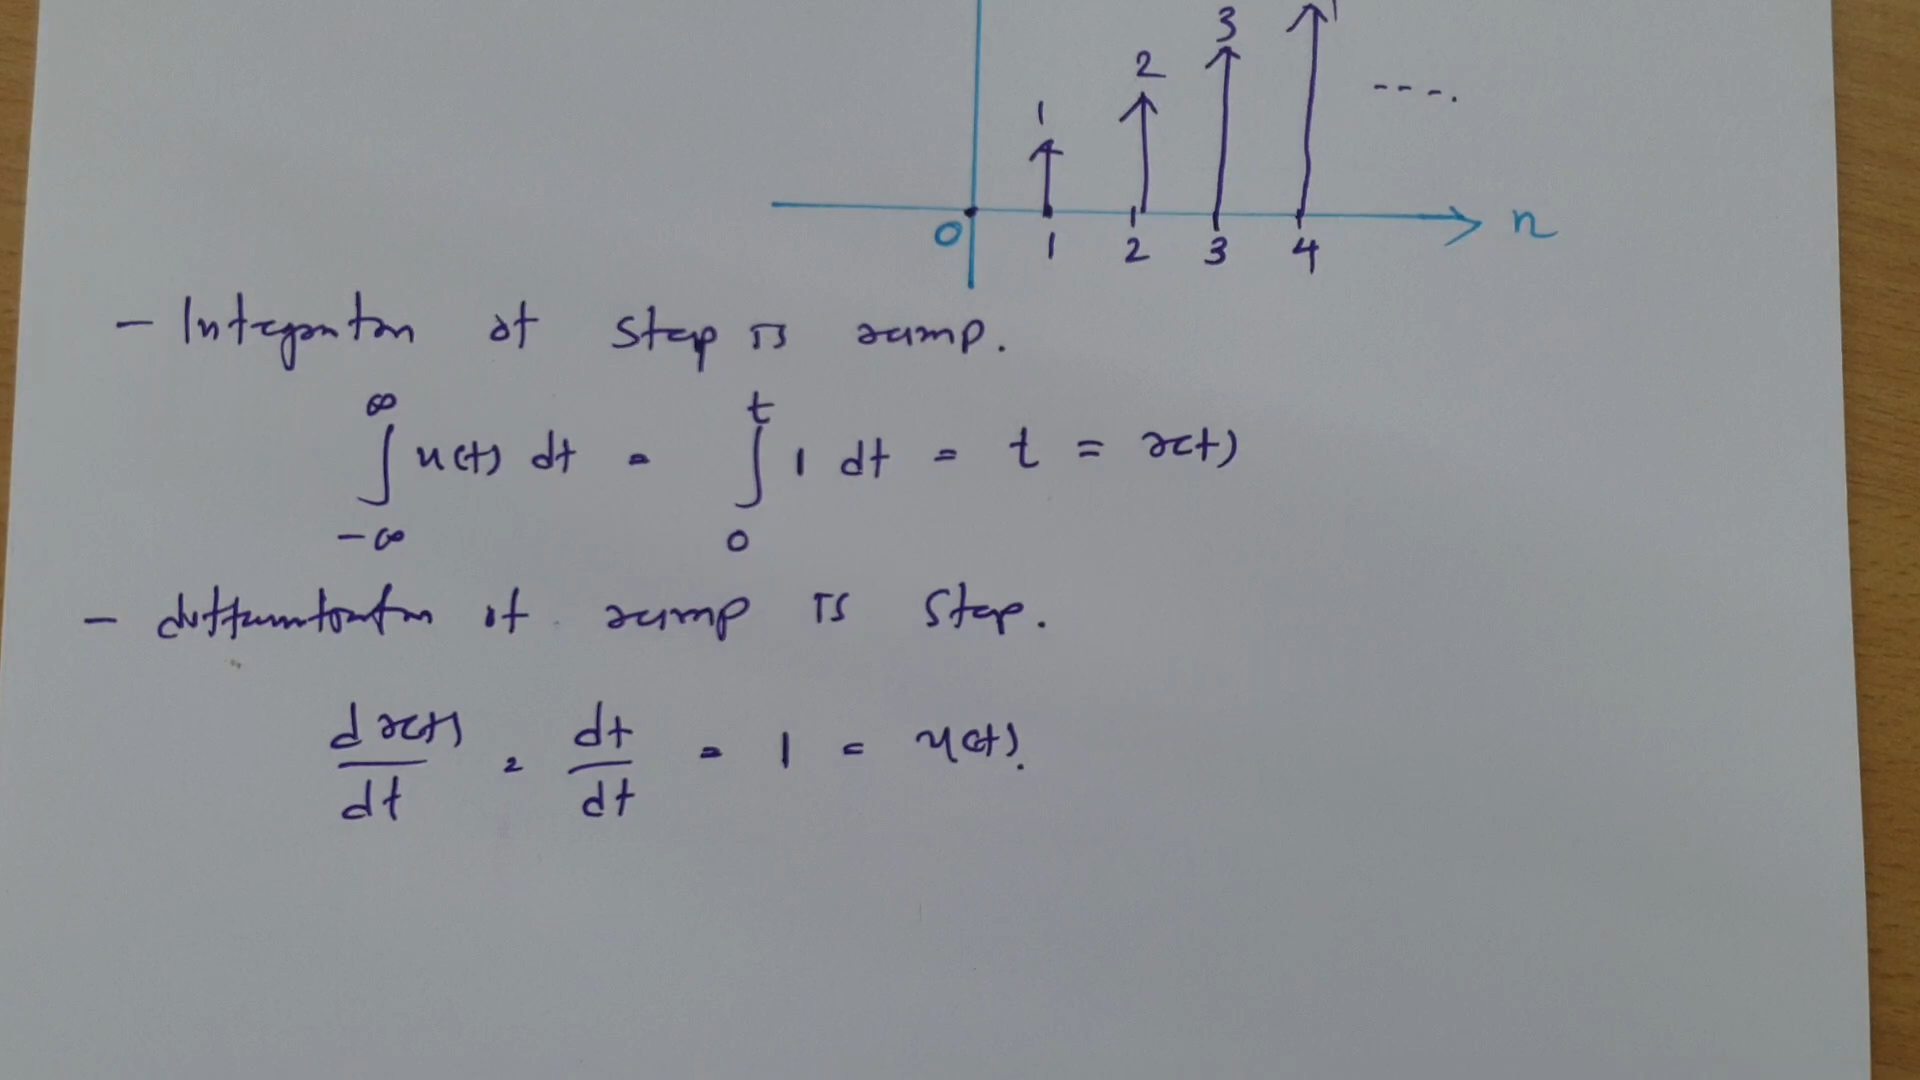 1 2 3
----.
0 1 2 3 4 n
- Integration of step is ramp.
∞ t
∫ u(t) dt = ∫ 1 dt = t = r(t)
-∞ 0
- differentiation of ramp is step.
d r(t) / dt = dt / dt = 1 = u(t).